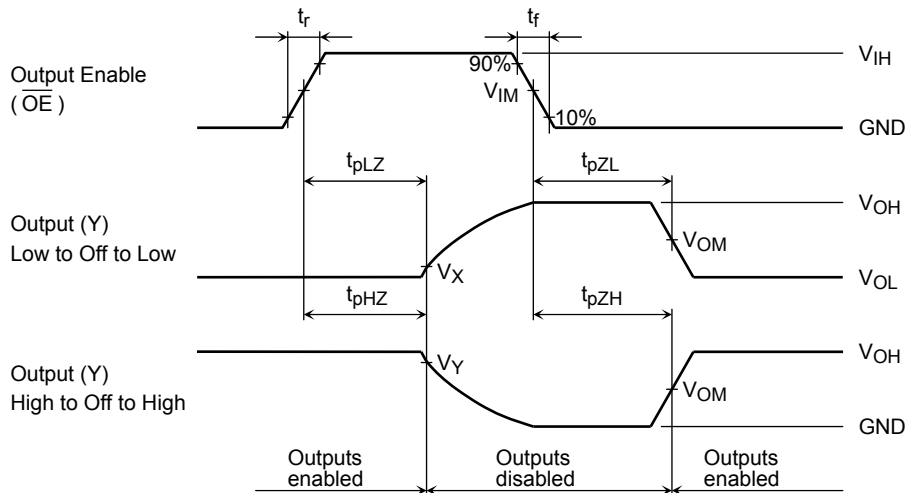 tr
tf
VIH
90%
Output Enable
( OE )
VIM
10%
GND
tpLZ
tpZL
VOH
Output (Y)
Low to Off to Low
VOM
VX
VOL
tpHZ
tpZH
VOH
VY
Output (Y)
High to Off to High
VOM
GND
Outputs
enabled
Outputs
disabled
Outputs
enabled